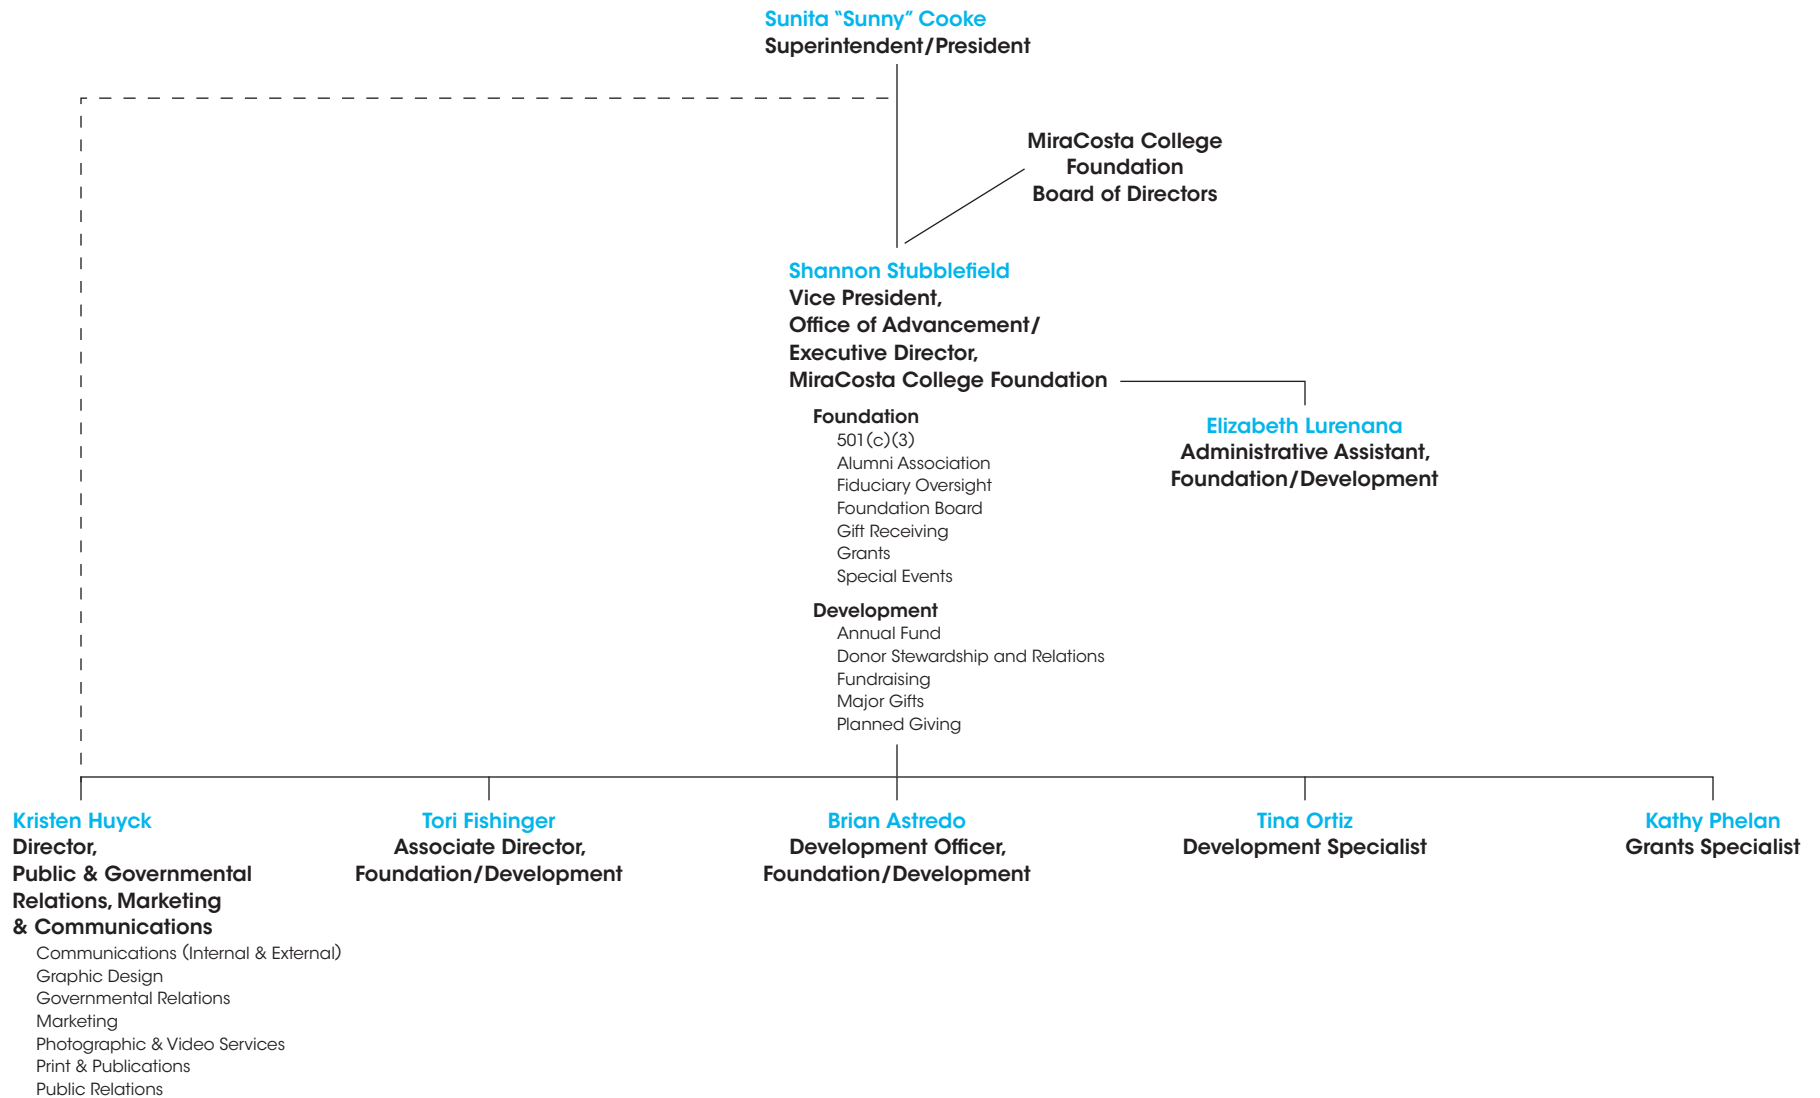 Sunita “Sunny” Cooke
Superintendent/President
MiraCosta College
Foundation
Board of Directors
Shannon Stubblefield
Vice President,
Office of Advancement/
Executive Director,
MiraCosta College Foundation
Foundation
501(c)(3)
Alumni Association
Fiduciary Oversight
Foundation Board
Gift Receiving
Grants
Special Events
Development
Annual Fund
Donor Stewardship and Relations
Fundraising
Major Gifts
Planned Giving
Elizabeth Lurenana
Administrative Assistant,
Foundation/Development
Kristen Huyck
Director,
Public & Governmental
Relations, Marketing
& Communications
Communications (Internal & External)
Graphic Design
Governmental Relations
Marketing
Photographic & Video Services
Print & Publications
Public Relations
Tori Fishinger
Associate Director,
Foundation/Development
Brian Astredo
Development Officer,
Foundation/Development
Tina Ortiz
Development Specialist
Kathy Phelan
Grants Specialist